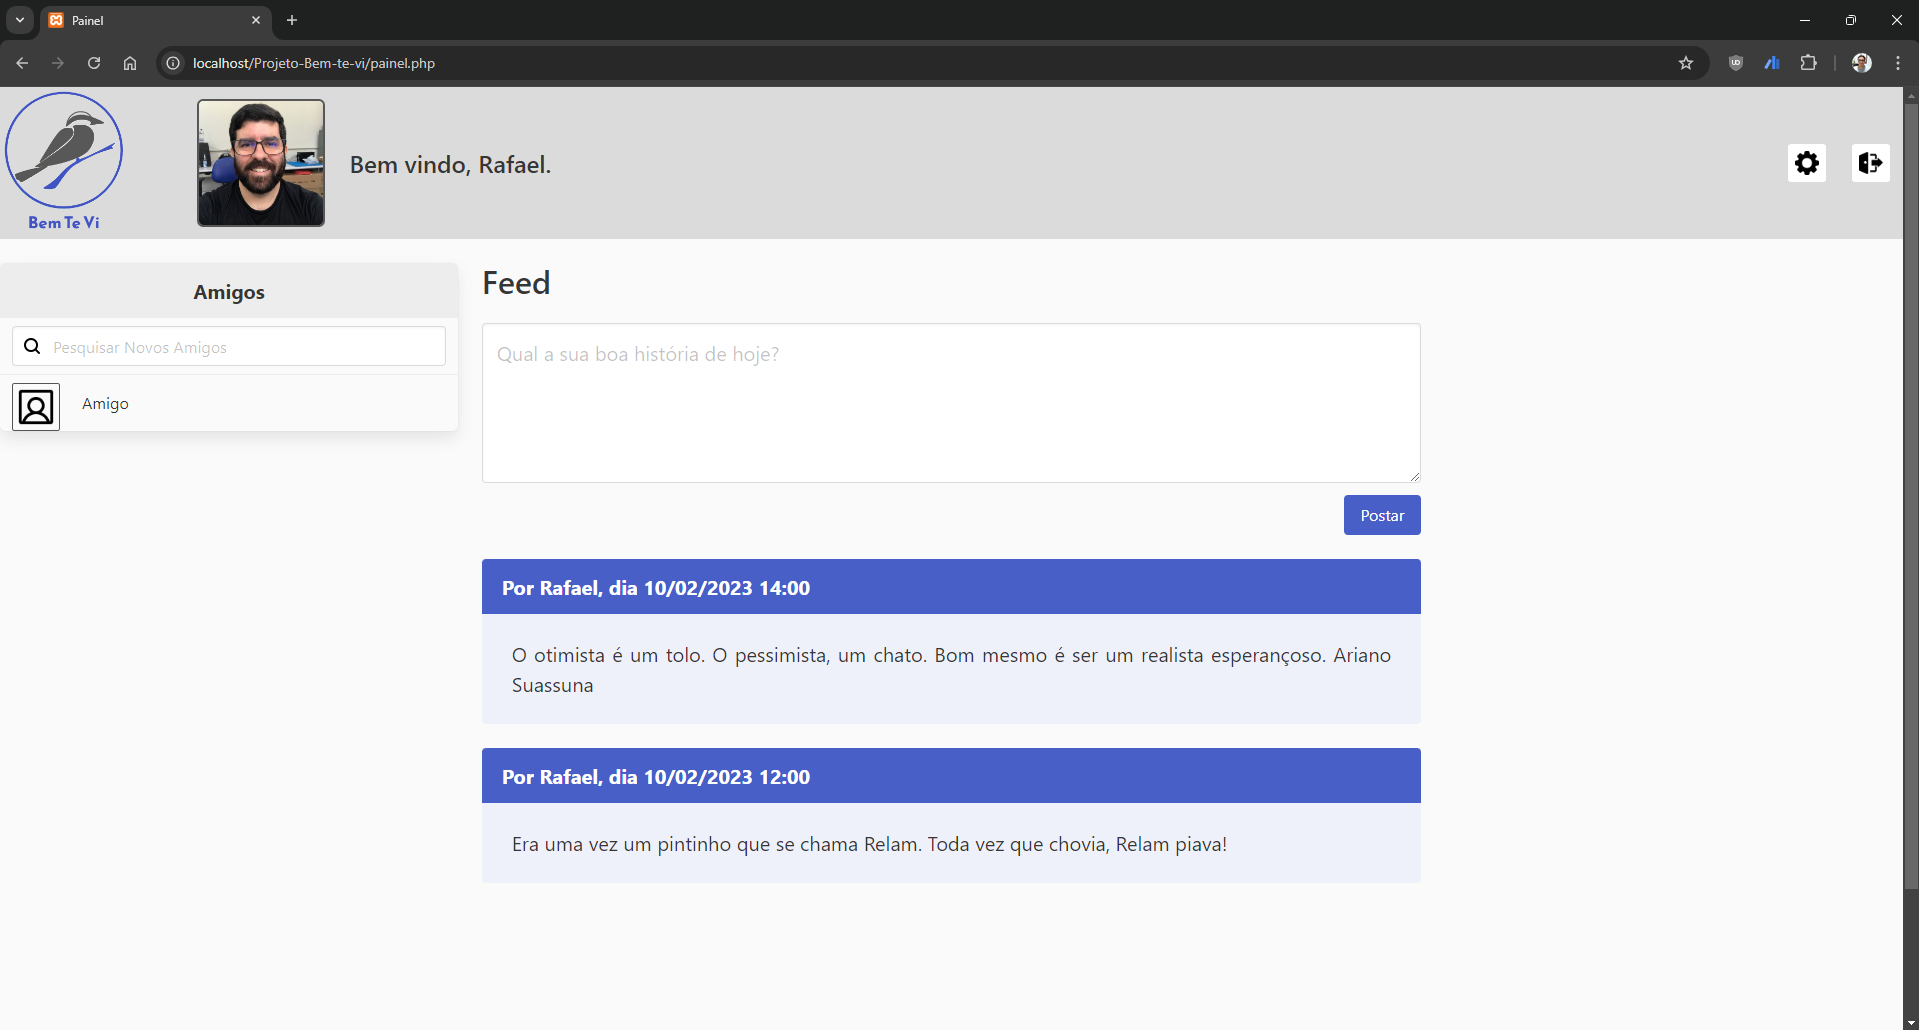 Painel
localhost/Projeto-Bem-te-vi/painel.php
Bem Te Vi
Bem vindo, Rafael.
Amigos
Pesquisar Novos Amigos
Amigo
Feed
Qual a sua boa história de hoje?
Postar
Por Rafael, dia 10/02/2023 14:00
O otimista é um tolo. O pessimista, um chato. Bom mesmo é ser um realista esperançoso. Ariano
Suassuna
Por Rafael, dia 10/02/2023 12:00
Era uma vez um pintinho que se chama Relam. Toda vez que chovia, Relam piava!